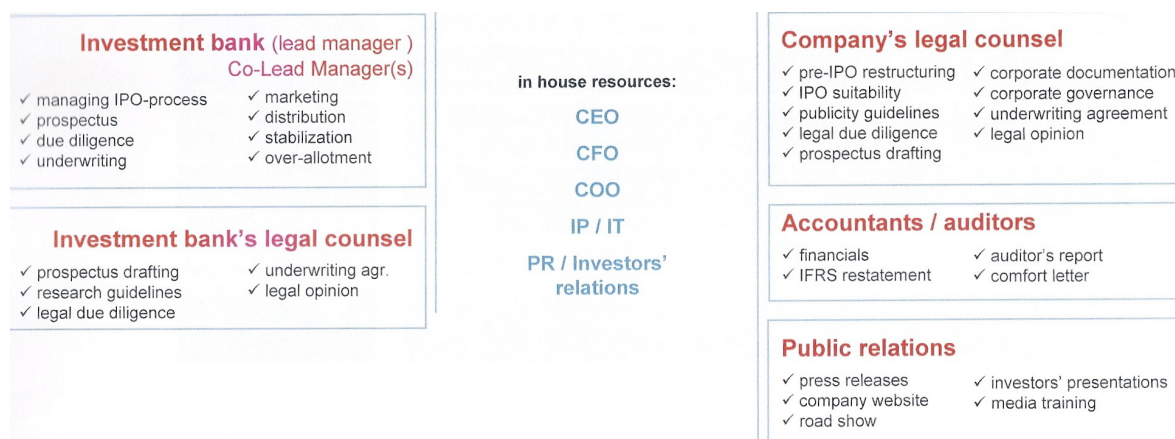 Investment bank (lead manager )
Co-Lead Manager(s)
✓ managing IPO-process
✓ prospectus
✓ due diligence
✓ underwriting
✓ marketing
✓ distribution
✓ stabilization
✓ over-allotment
Investment bank's legal counsel
✓ prospectus drafting
✓ research guidelines
✓ legal due diligence
✓ underwriting agr.
✓ legal opinion
in house resources:
CEO
CFO
COO
IP / IT
PR / Investors'
relations
Company's legal counsel
✓ pre-IPO restructuring
✓ IPO suitability
✓ publicity guidelines
✓ legal due diligence
✓ prospectus drafting
✓ corporate documentation
✓ corporate governance
✓ underwriting agreement
✓ legal opinion
Accountants / auditors
✓ financials
✓ IFRS restatement
✓ auditor's report
✓ comfort letter
Public relations
✓ press releases
✓ company website
✓ road show
✓ investors' presentations
✓ media training